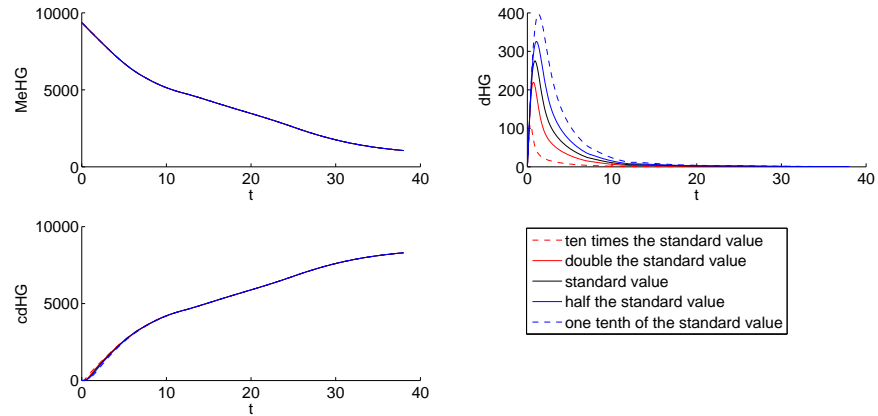 10000
5000
0
MeHG
0 10 20 30 40
t
400
300
200
100
0
dHG
0 10 20 30 40
t
10000
5000
0
cdHG
0 10 20 30 40
t
ten times the standard value
double the standard value
standard value
half the standard value
one tenth of the standard value